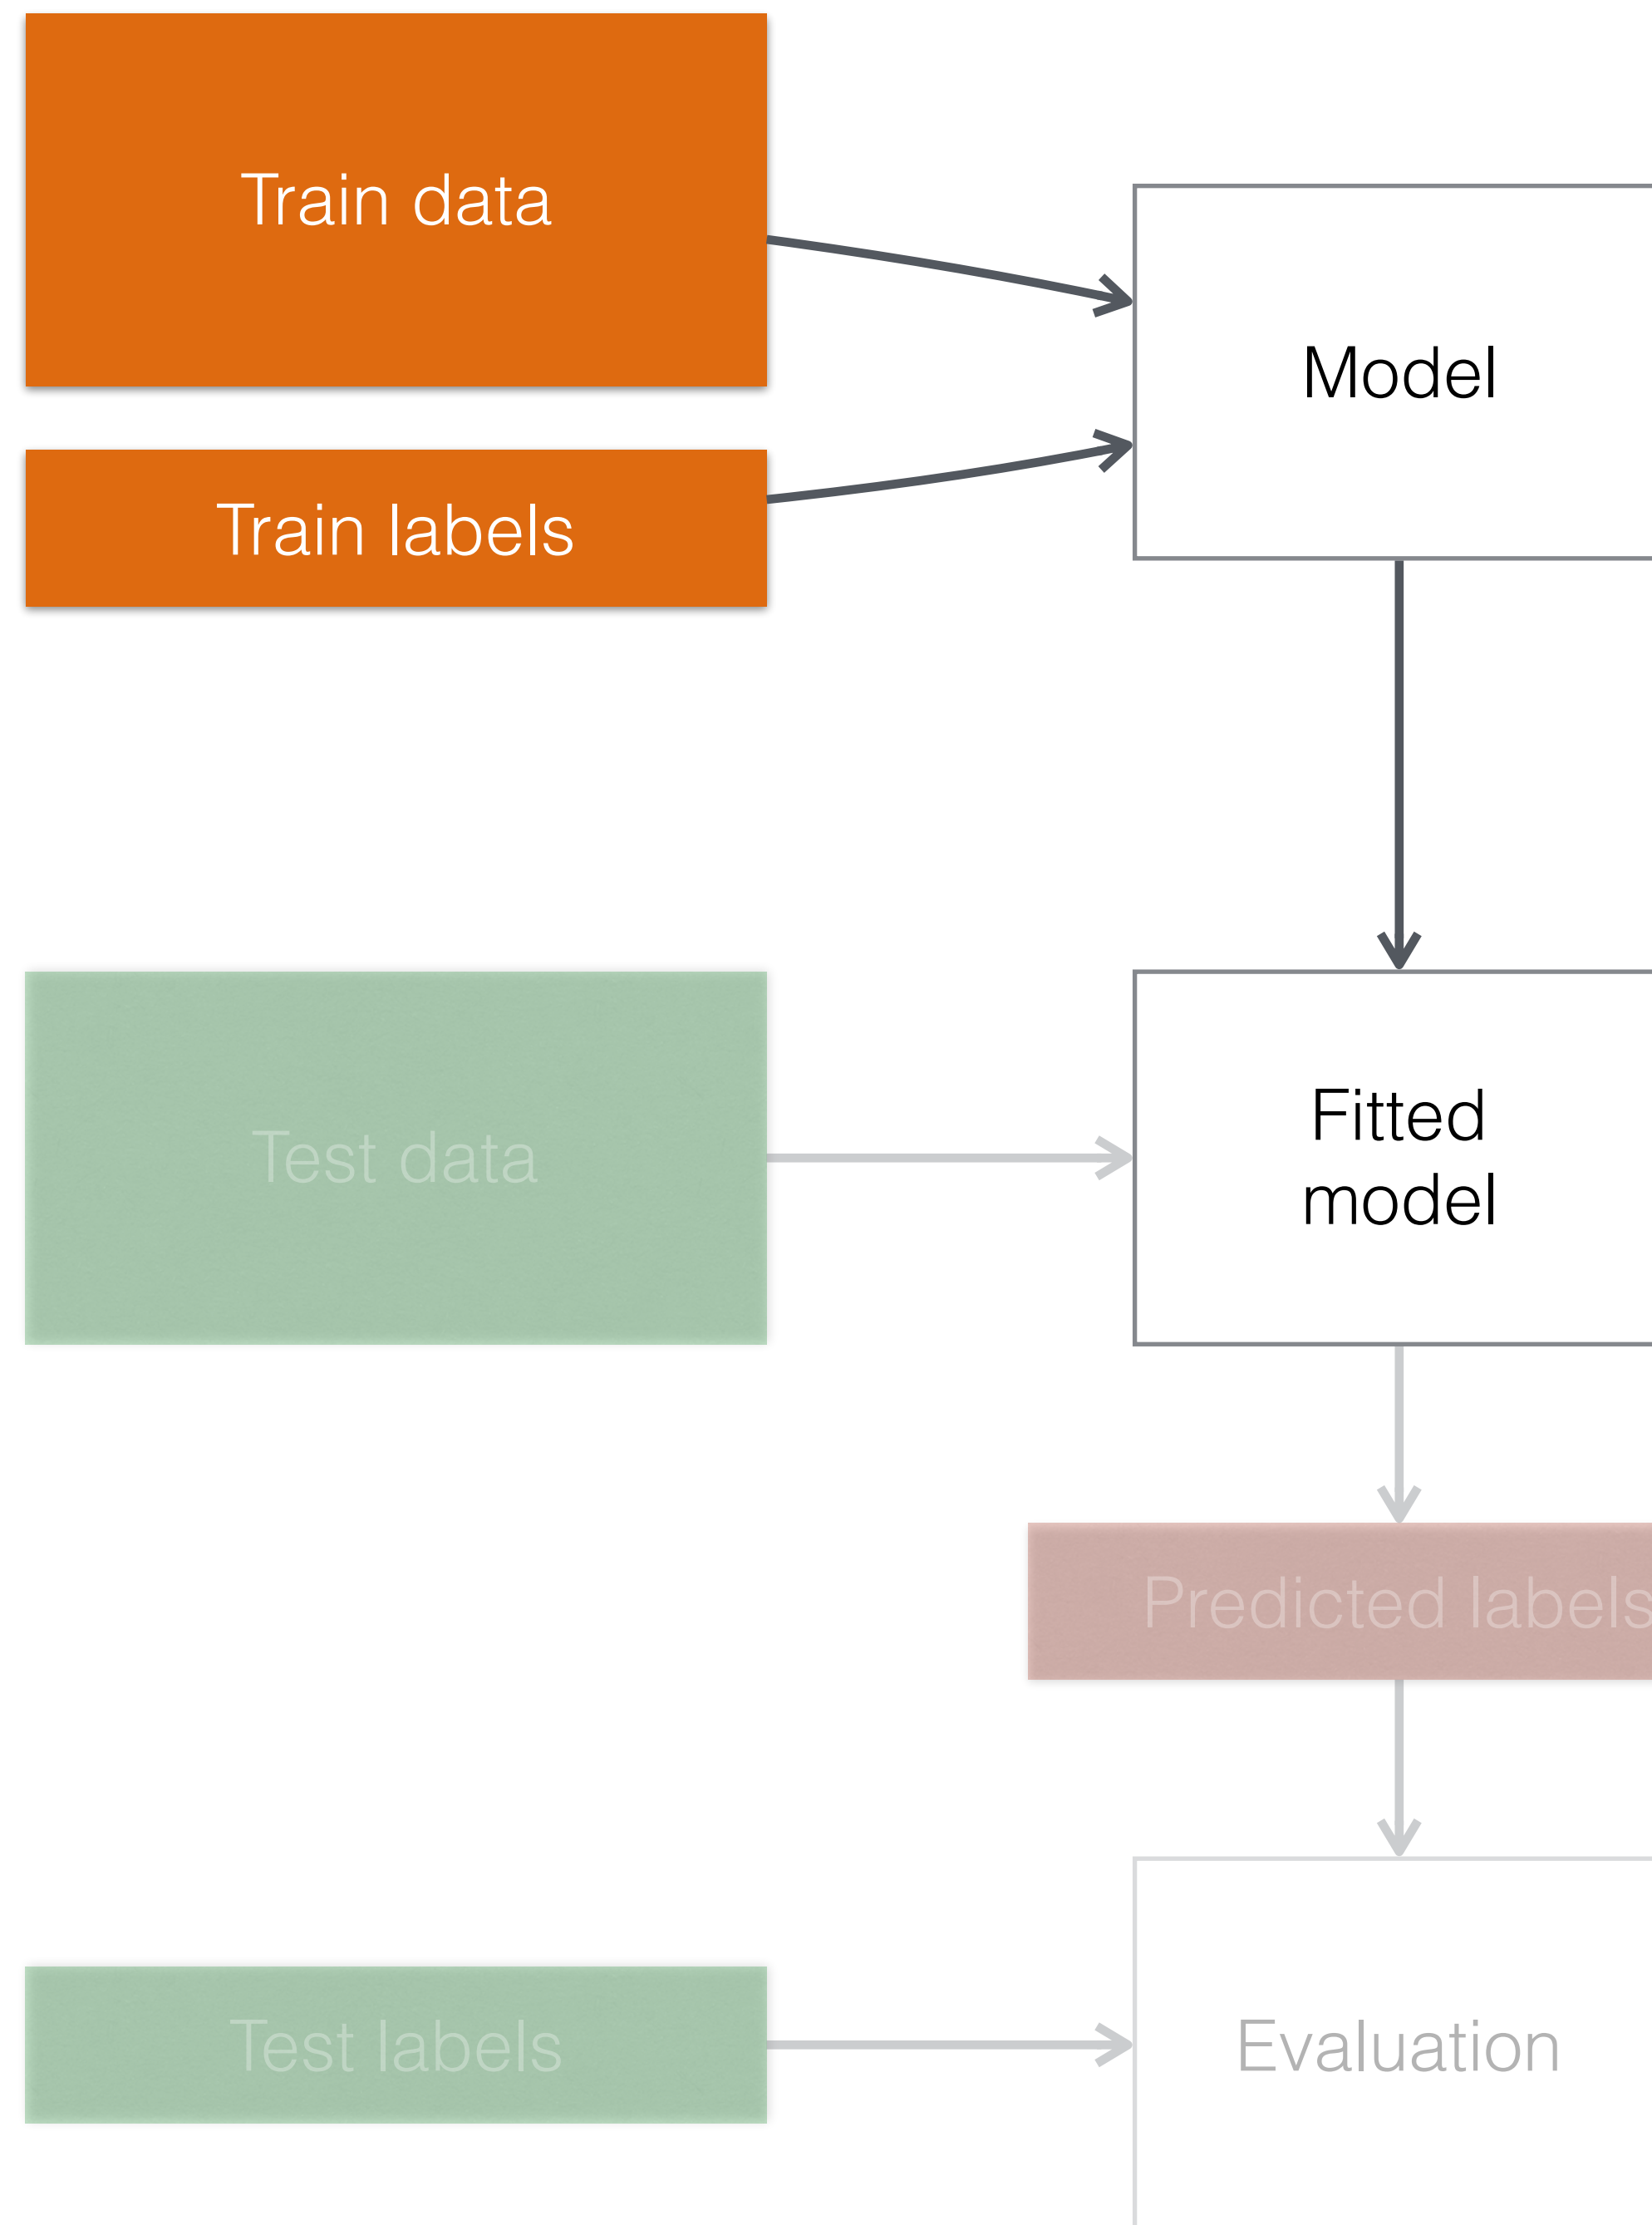 Train data
Model
Train labels
Test data
Fitted
model
Predicted labels
Test labels
Evaluation